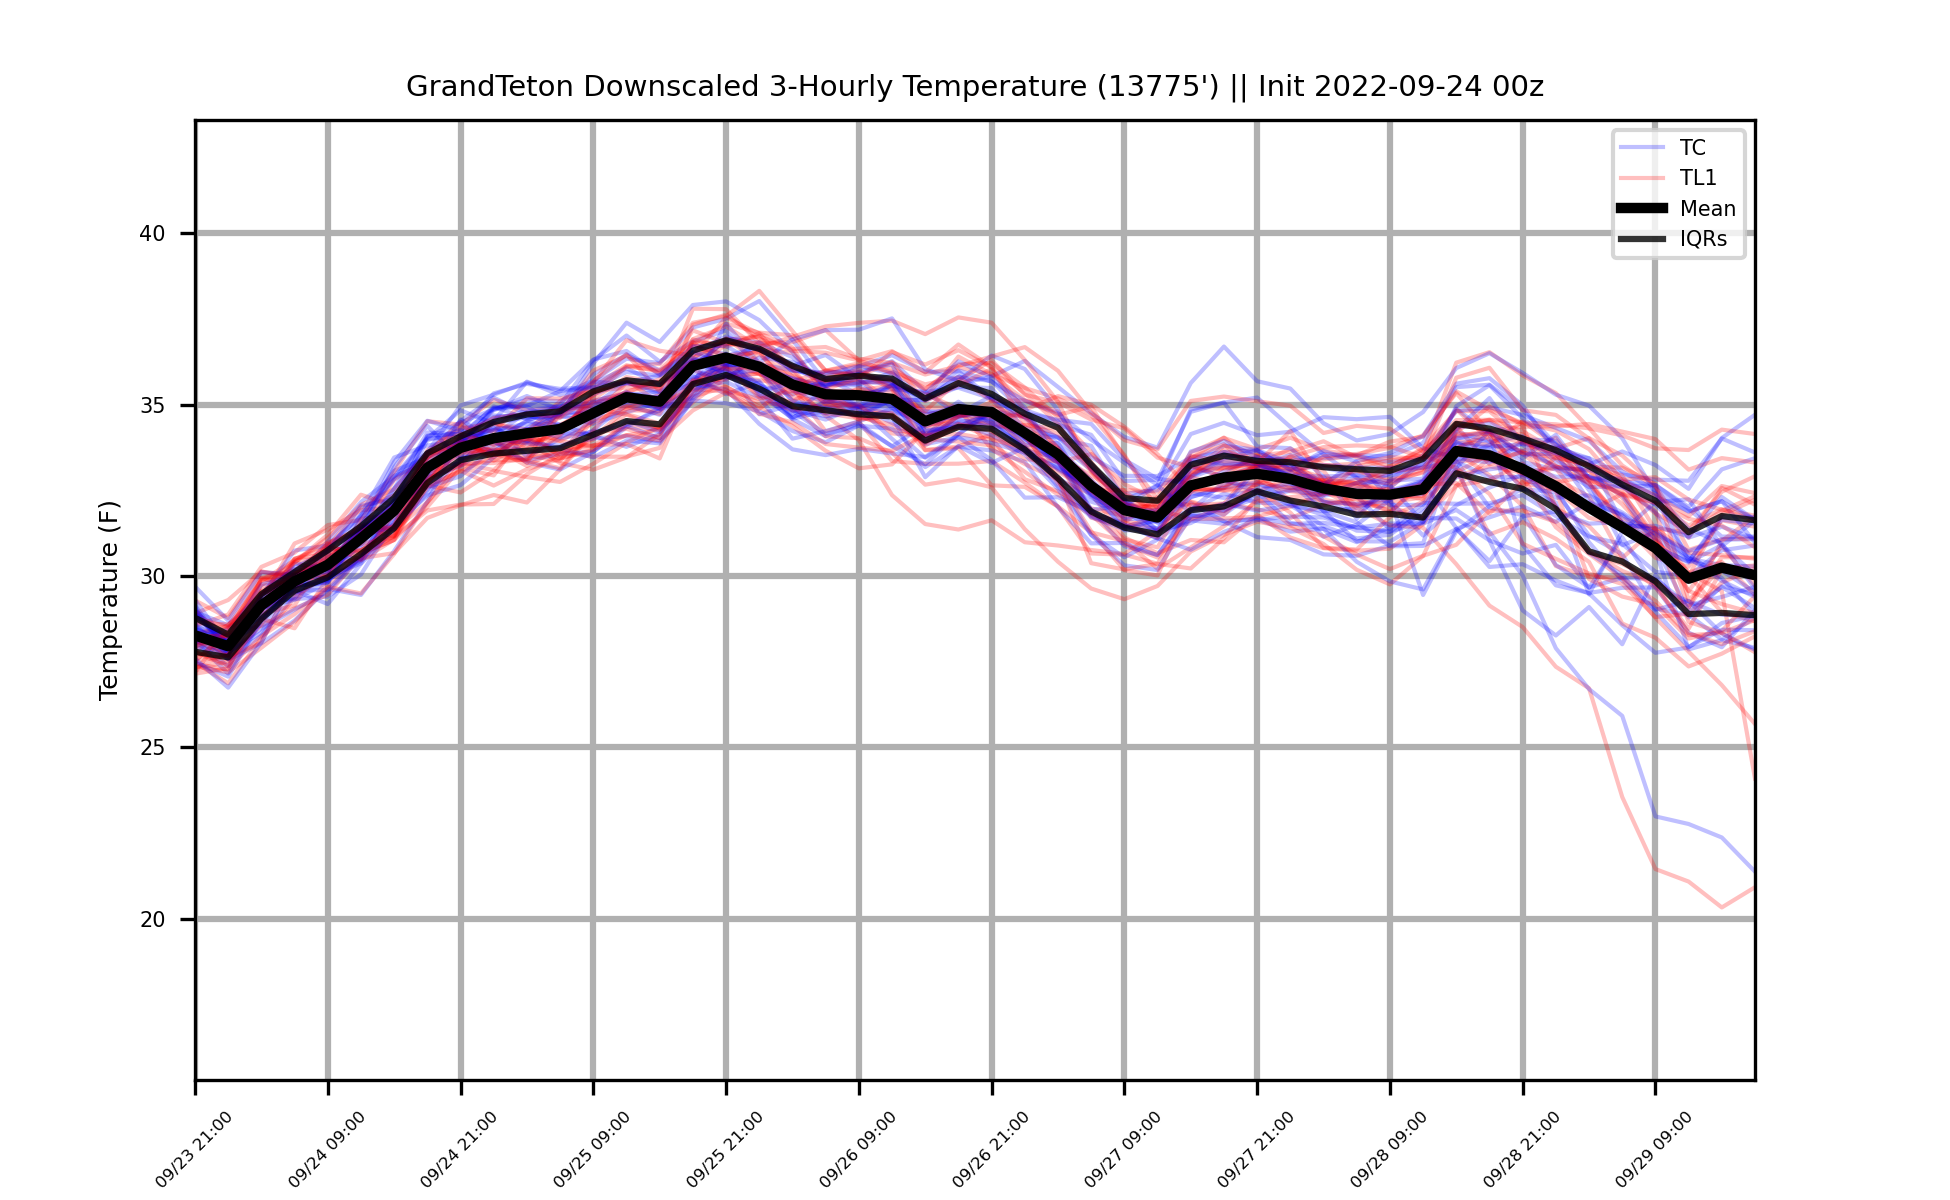 GrandTeton Downscaled 3-Hourly Temperature (13775') || Init 2022-09-24 00z
TC
TL1
Mean
IQRs
Temperature (F)
40
35
30
25
20
09/23 21:00
09/24 09:00
09/24 21:00
09/25 09:00
09/25 21:00
09/26 09:00
09/26 21:00
09/27 09:00
09/27 21:00
09/28 09:00
09/28 21:00
09/29 09:00